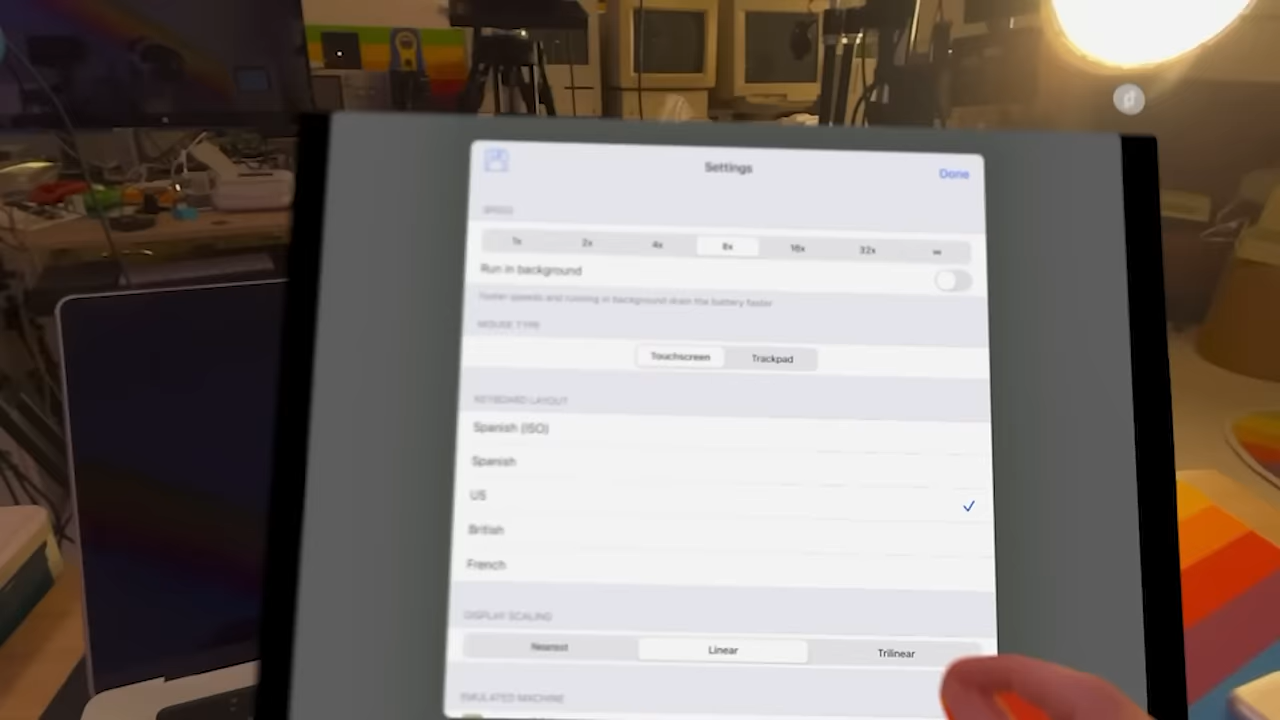 Settings
Done
SPEED
1x 2x 4x 8x 16x 32x ∞
Run in background
Faster speeds and running in background drain the battery faster
MOUSE TYPE
Touchscreen Trackpad
KEYBOARD LAYOUT
Spanish (ISO)
Spanish
US
British
French
DISPLAY SCALING
Nearest Linear Trilinear
EMULATED MACHINE
d